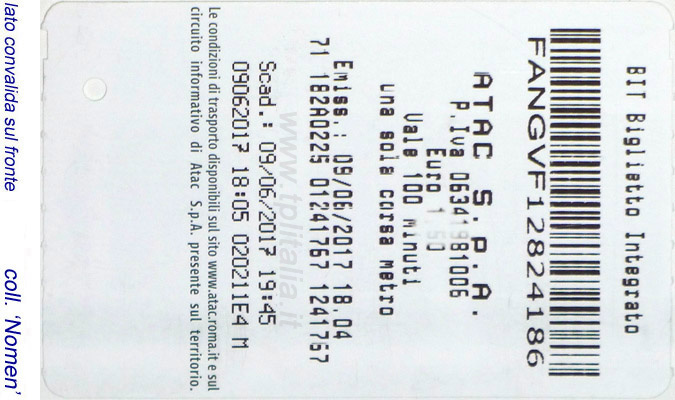 BIT Biglietto Integrato
FANGVF12824186
ATAC S.P.A.
P.Iva 06341981006
Euro 1,50
Vale 100 minuti
una sola corsa metro
Emiss.: 09/06/2017 18.04
71 182A0225 01241767 1241767
www.tplitalia.it
Scad.: 09/06/2017 19:45
09062017 18:05 020211E4 M
Le condizioni di trasporto disponibili sul sito www.atac.roma.it e sul
circuito informativo di Atac S.p.A. presente sul territorio.
lato convalida sul fronte coll. ‘Nomen’